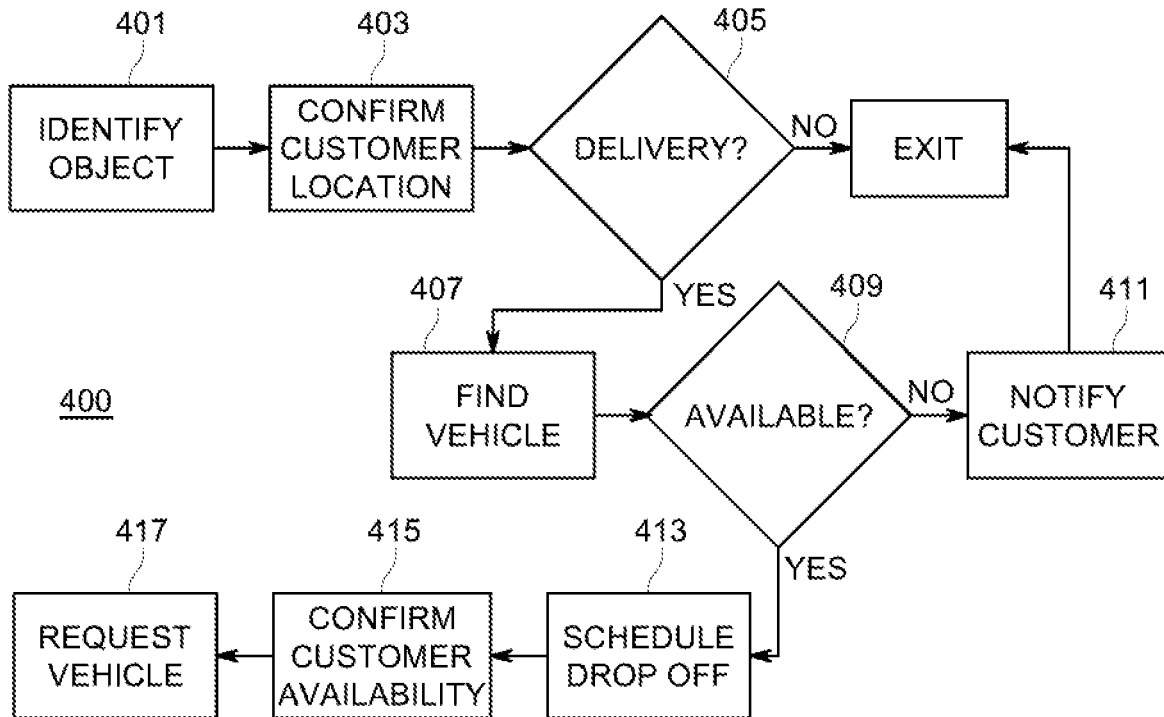 401
403
405
IDENTIFY
OBJECT
CONFIRM
CUSTOMER
LOCATION
DELIVERY?
NO
EXIT
YES
407
409
411
400
FIND
VEHICLE
AVAILABLE?
NO
NOTIFY
CUSTOMER
YES
417
415
413
REQUEST
VEHICLE
CONFIRM
CUSTOMER
AVAILABILITY
SCHEDULE
DROP OFF